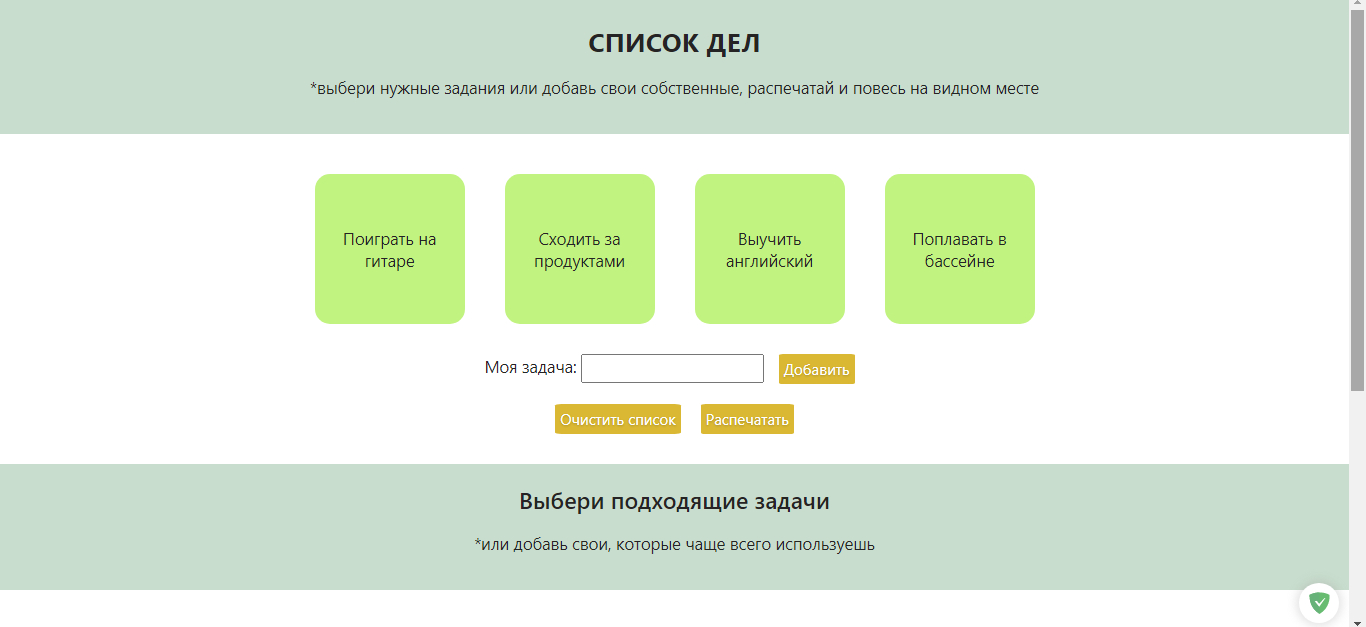 СПИСОК ДЕЛ
*выбери нужные задания или добавь свои собственные, распечатай и повесь на видном месте
Поиграть на
гитаре
Сходить за
продуктами
Выучить
английский
Поплавать в
бассейне
Моя задача:
Добавить
Очистить список
Распечатать
Выбери подходящие задачи
*или добавь свои, которые чаще всего используешь